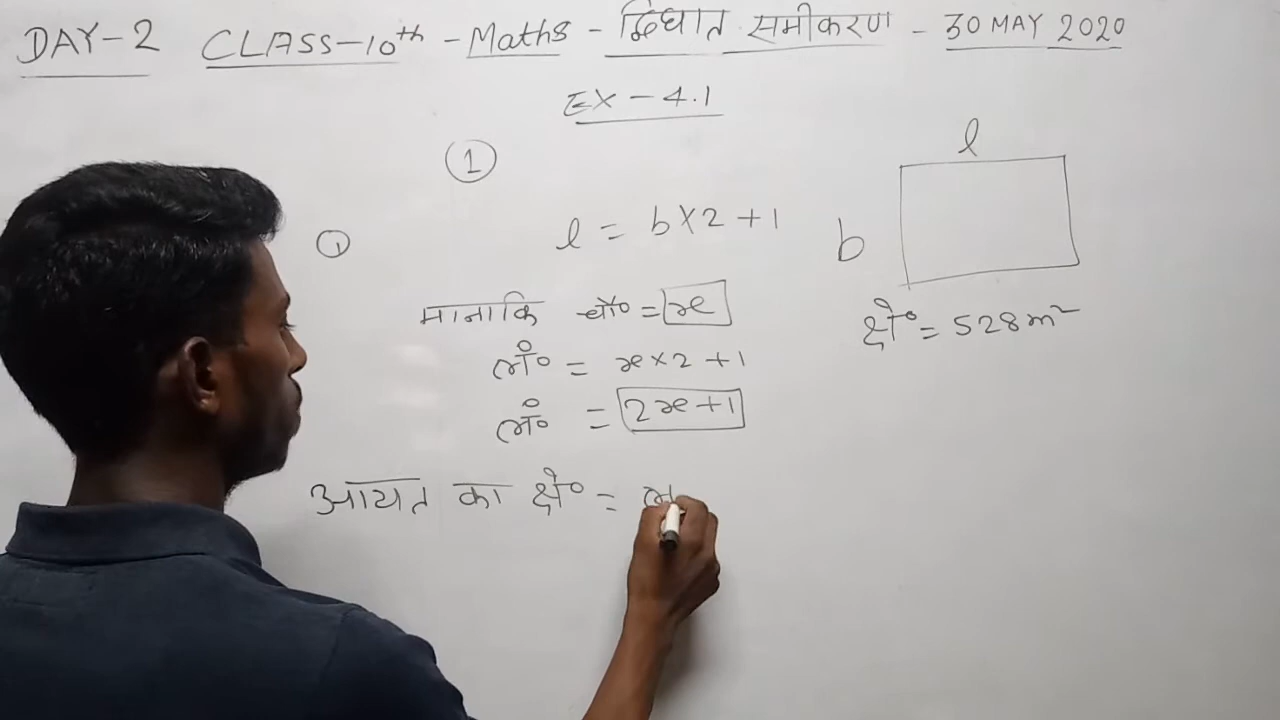 DAY-2 CLASS-10th - Maths - द्विघात समीकरण - 30 MAY 2020
EX - 4.1
1
l
① l = b×2+1
b
माना कि चौ० = x
क्षे० = 528m²
लं० = x×2+1
लं० = 2x+1
आयत का क्षे० = ल